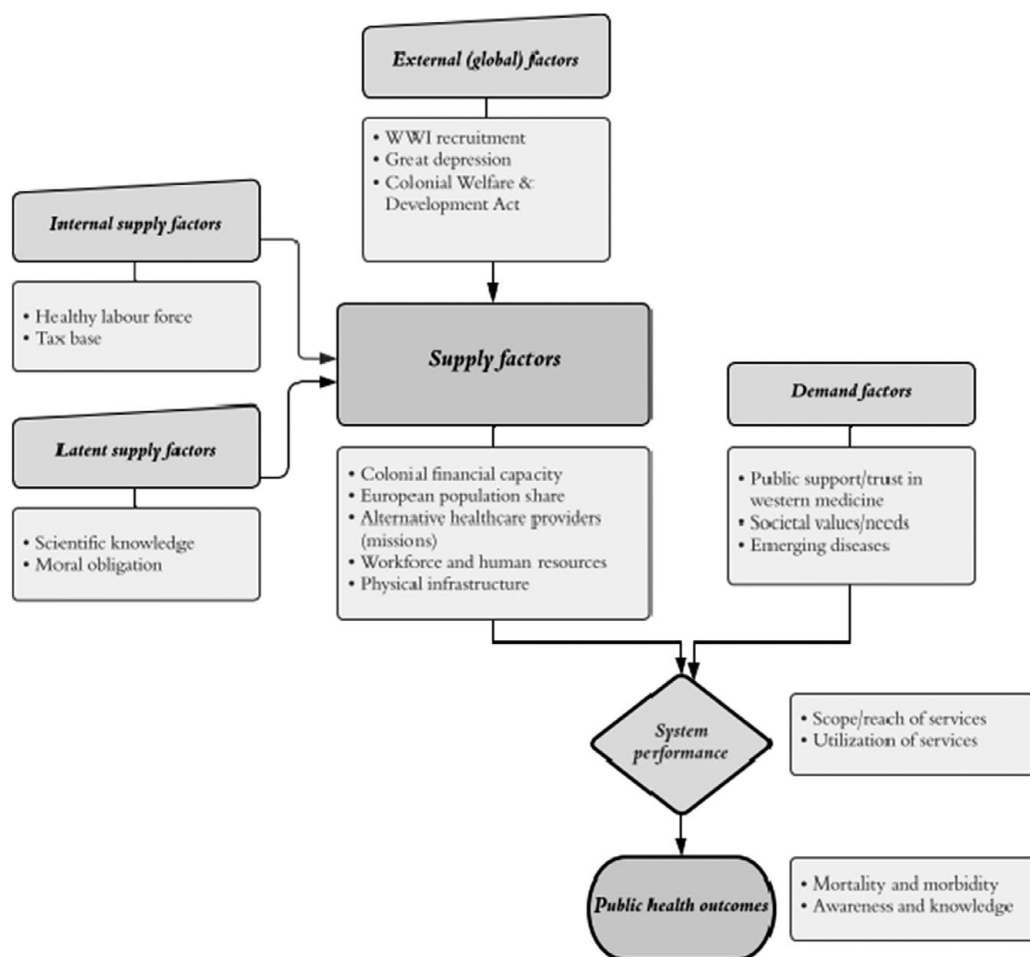 External (global) factors
• WWI recruitment
• Great depression
• Colonial Welfare &
Development Act
Internal supply factors
• Healthy labour force
• Tax base
Supply factors
Demand factors
Latent supply factors
• Colonial financial capacity
• European population share
• Alternative healthcare providers
(missions)
• Workforce and human resources
• Physical infrastructure
• Public support/trust in
western medicine
• Societal values/needs
• Emerging diseases
• Scientific knowledge
• Moral obligation
System
performance
• Scope/reach of services
• Utilization of services
Public health outcomes
• Mortality and morbidity
• Awareness and knowledge